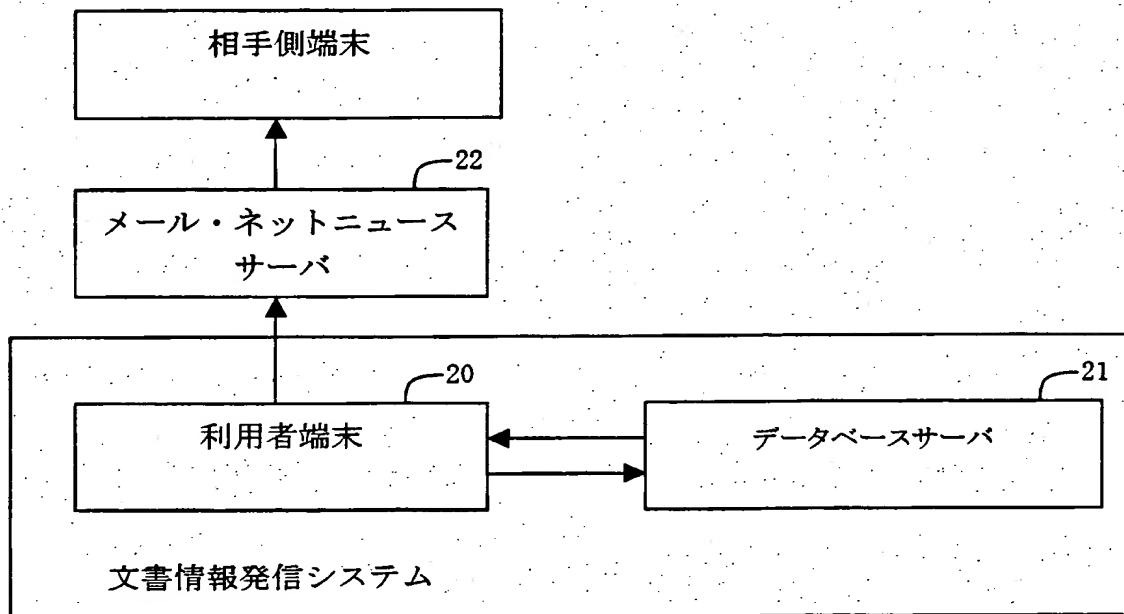 相手側端末
22
メール・ネットニュース
サーバ
20
利用者端末
21
データベースサーバ
文書情報発信システム